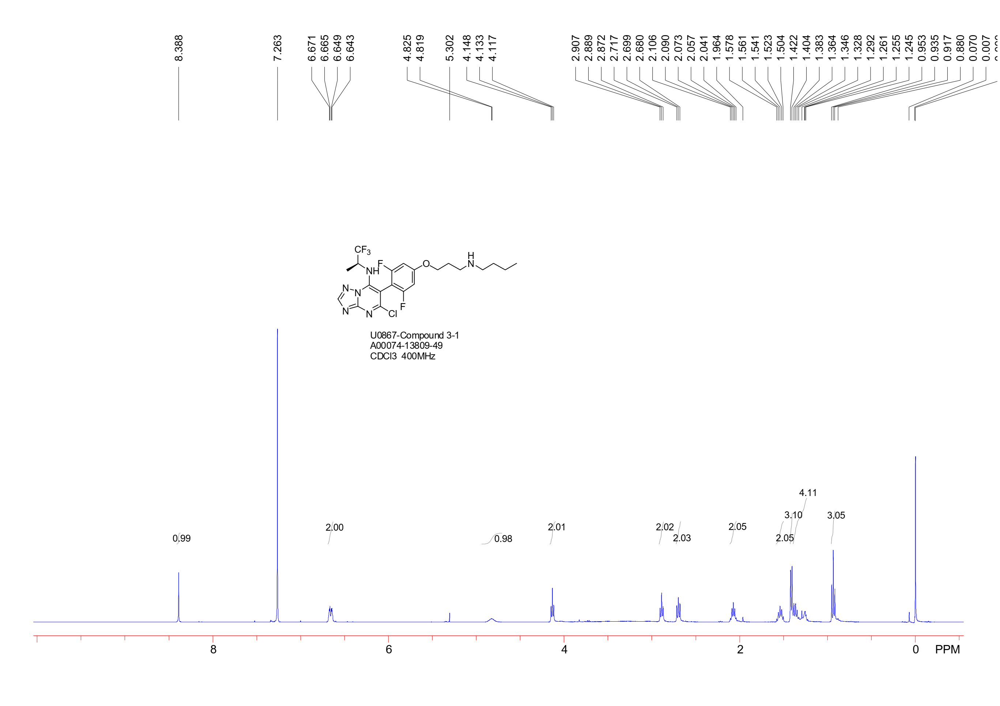 8.388 7.263 6.671 6.665 6.649 6.643 4.825 4.819 5.302 4.148 4.133 4.117 2.907 2.889 2.872 2.717 2.699 2.680 2.106 2.090 2.073 2.057 2.041 1.964 1.578 1.561 1.541 1.523 1.504 1.422 1.404 1.383 1.364 1.346 1.328 1.292 1.261 1.255 1.245 0.953 0.935 0.917 0.880 0.070 0.007
CF3
H
N
O
F
NH
N
N
N
N
F
Cl
U0867-Compound 3-1
A00074-13809-49
CDCl3 400MHz
4.11
3.10
3.05
0.99
2.00
0.98
2.01
2.02
2.03
2.05
2.05
8 6 4 2 0 PPM